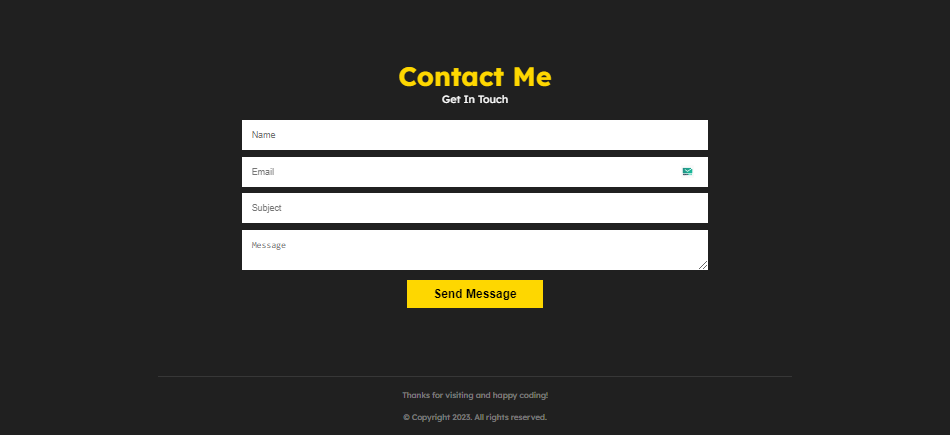 Contact Me
Get In Touch
Name
Email
Subject
Message
Send Message
Thanks for visiting and happy coding!
© Copyright 2023. All rights reserved.